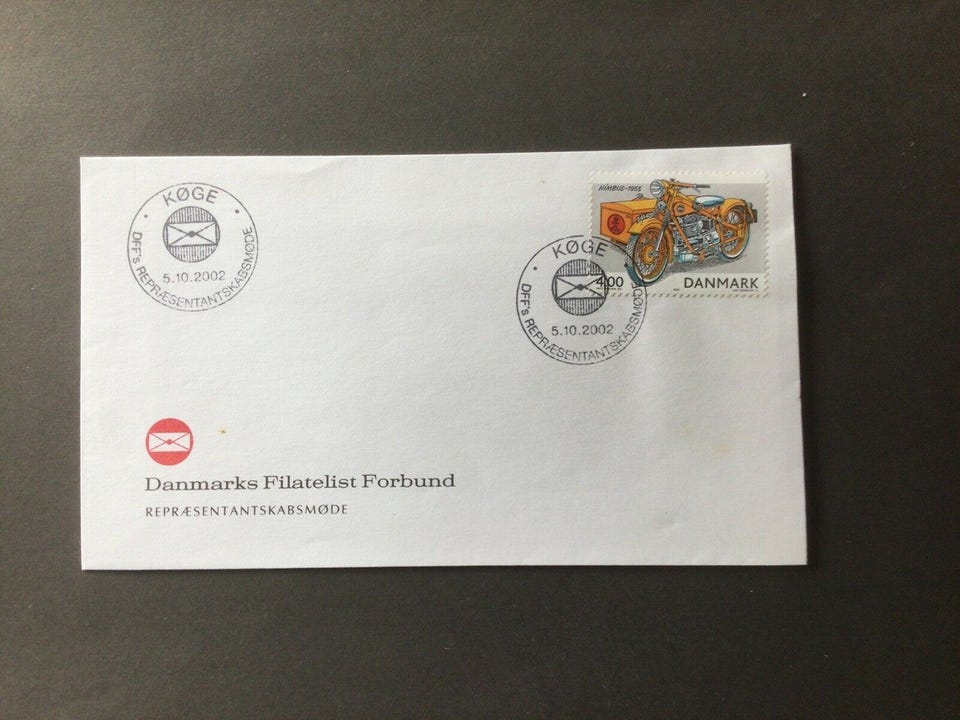 KØGE
5.10.2002
DFF's REPRÆSENTANTSKABSMØDE
NIMBUS-1953
4.00 DANMARK
KØGE
5.10.2002
DFF's REPRÆSENTANTSKABSMØDE
Danmarks Filatelist Forbund
REPRÆSENTANTSKABSMØDE